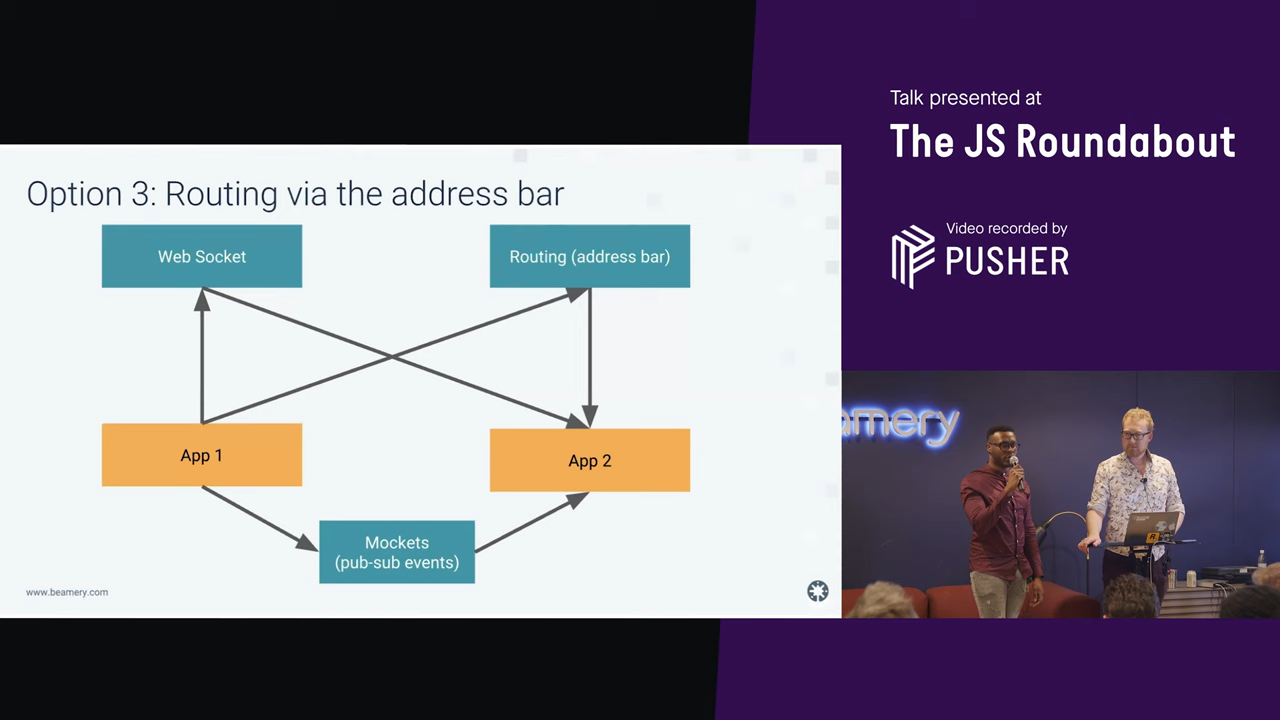 Option 3: Routing via the address bar
Web Socket
Routing (address bar)
App 1
App 2
Mockets
(pub-sub events)
www.beamery.com
Talk presented at
The JS Roundabout
Video recorded by
PUSHER
amery